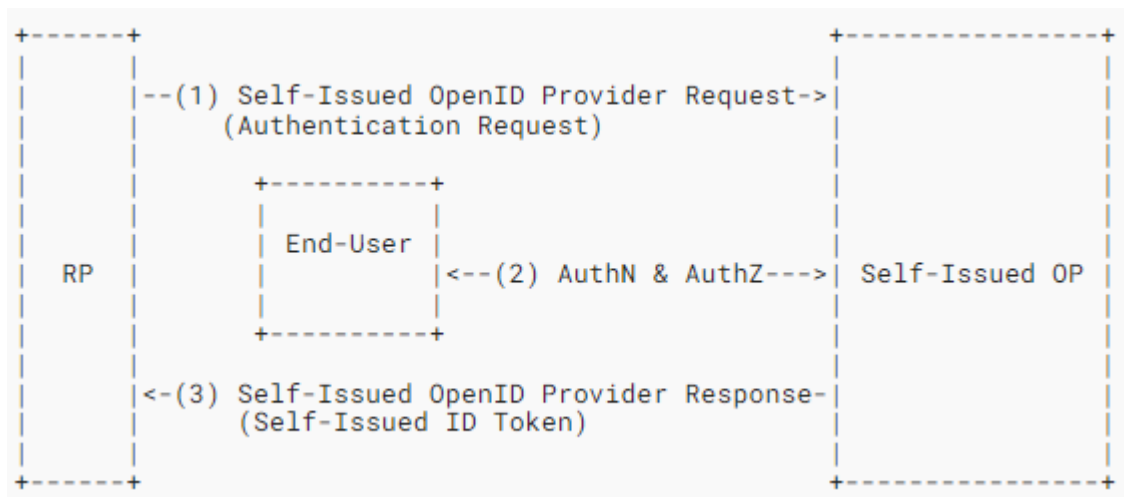 --(1) Self-Issued OpenID Provider Request->
(Authentication Request)
End-User
RP
<--(2) AuthN & AuthZ--->
Self-Issued OP
<-(3) Self-Issued OpenID Provider Response-
(Self-Issued ID Token)